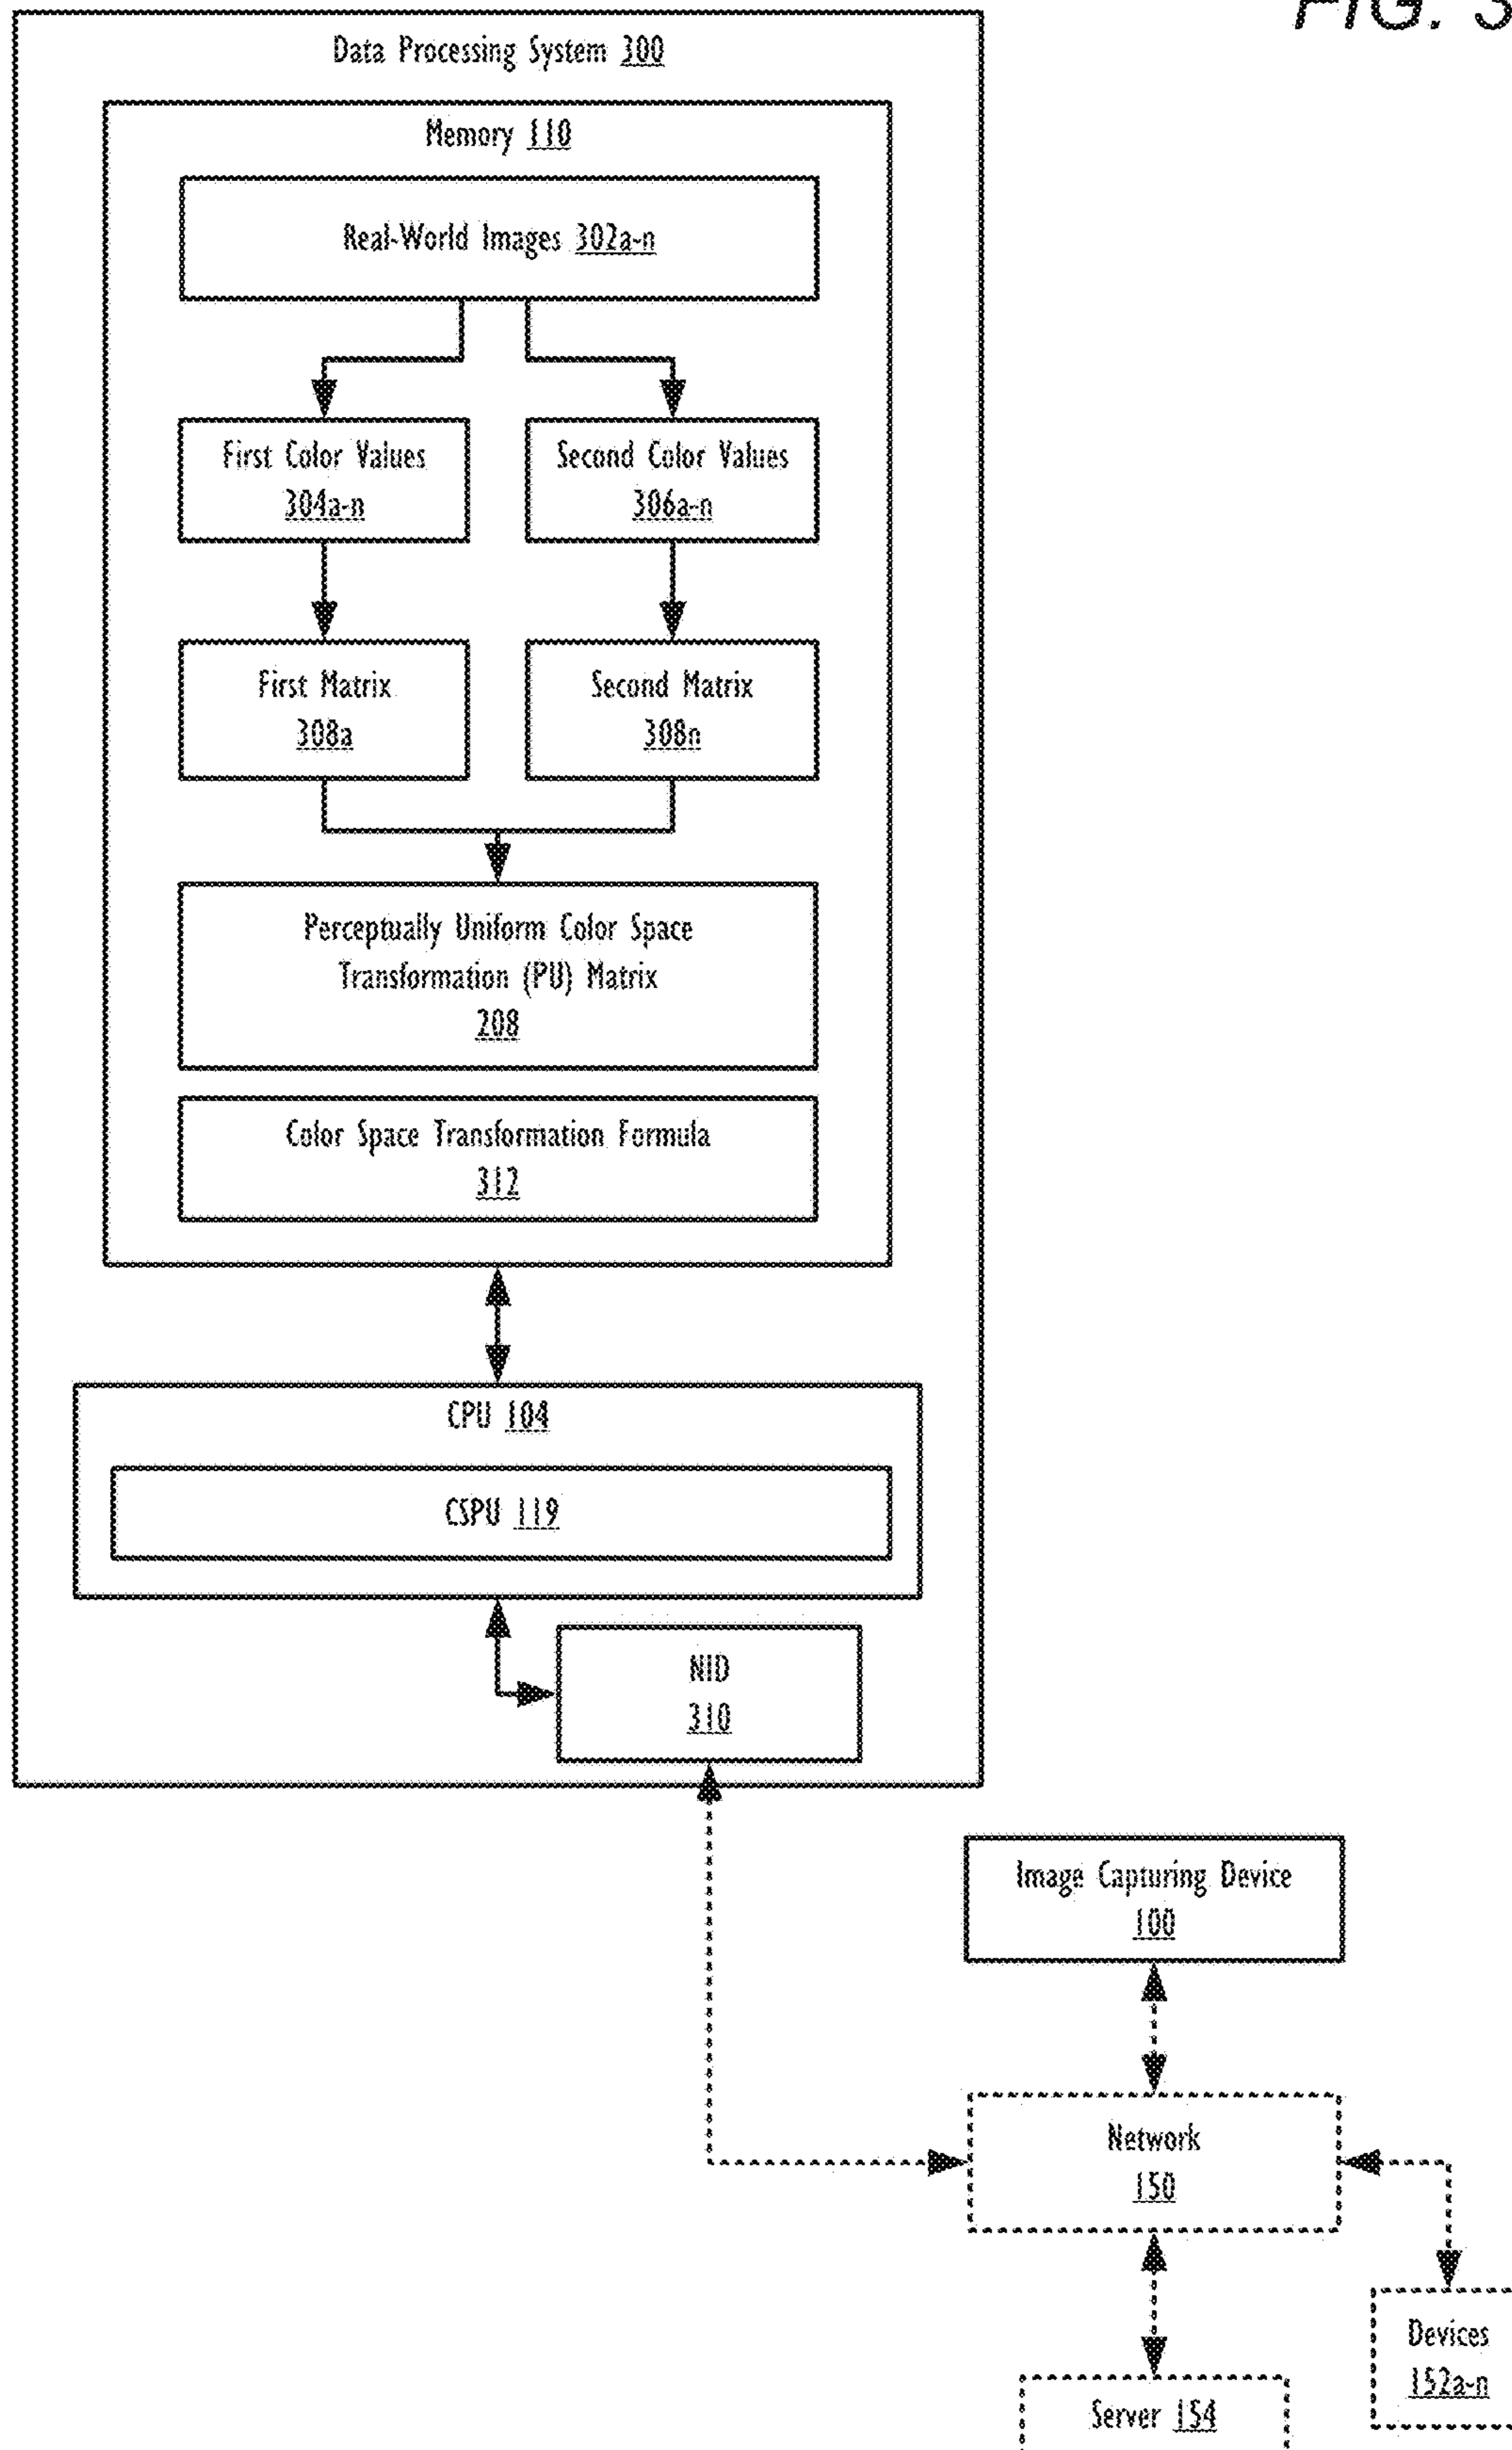 FIG. 3
Data Processing System 300
Memory 110
Real-World Images 302a-n
First Color Values
304a-n
Second Color Values
306a-n
First Matrix
308a
Second Matrix
308n
Perceptually Uniform Color Space
Transformation (PU) Matrix
208
Color Space Transformation Formula
312
CPU 104
CSPU 119
NID
310
Image Capturing Device
100
Network
150
Devices
152a-n
Server 154